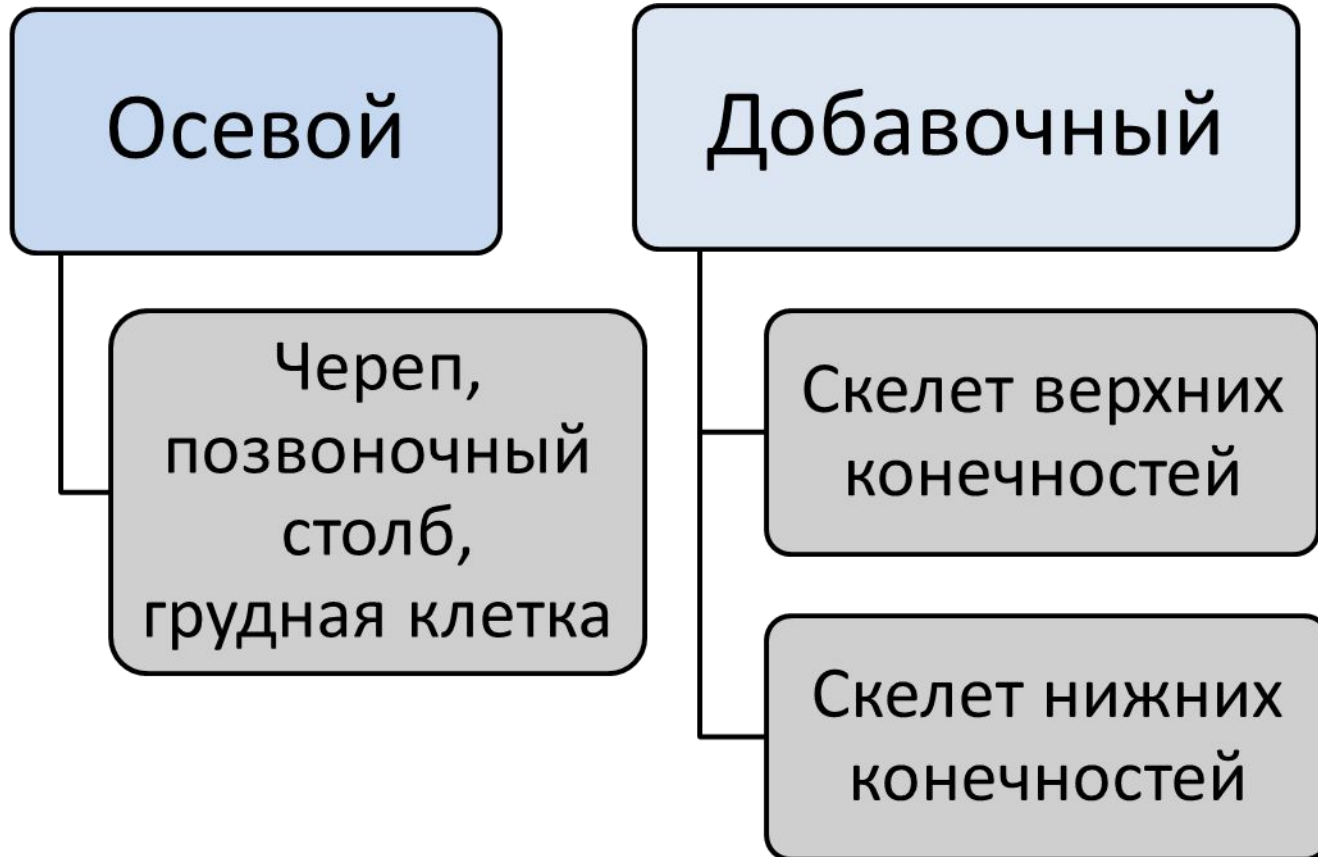 Осевой
Череп,
позвоночный
столб,
грудная клетка
Добавочный
Скелет верхних
конечностей
Скелет нижних
конечностей